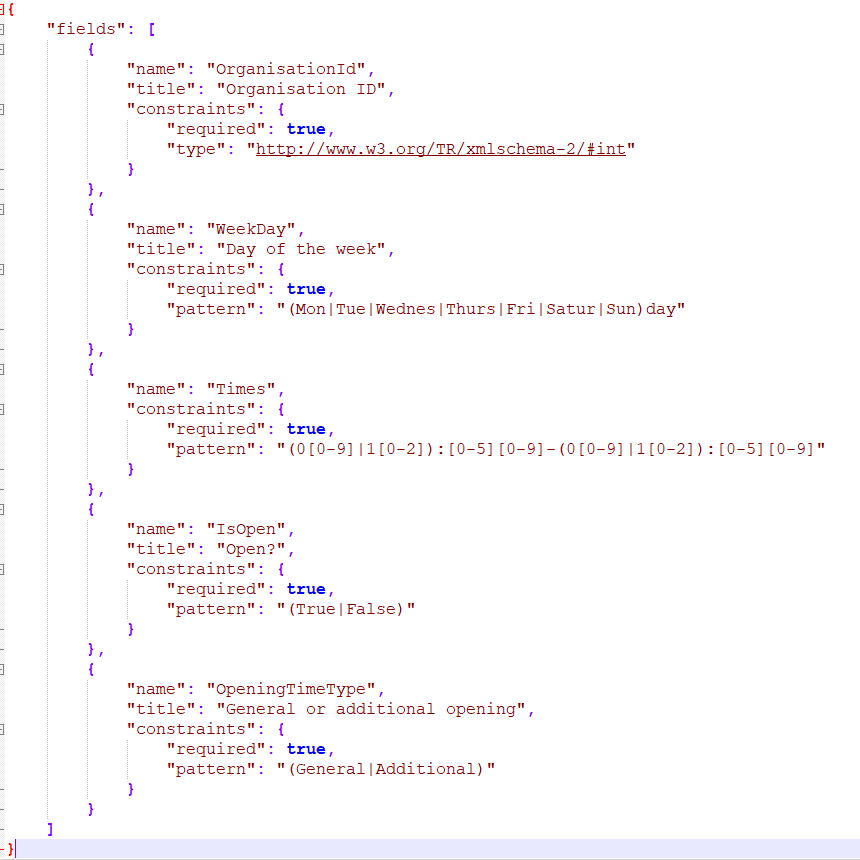 {
    "fields": [
        {
            "name": "OrganisationId",
            "title": "Organisation ID",
            "constraints": {
                "required": true,
                "type": "http://www.w3.org/TR/xmlschema-2/#int"
            }
        },
        {
            "name": "WeekDay",
            "title": "Day of the week",
            "constraints": {
                "required": true,
                "pattern": "(Mon|Tue|Wednes|Thurs|Fri|Satur|Sun)day"
            }
        },
        {
            "name": "Times",
            "constraints": {
                "required": true,
                "pattern": "(0[0-9]|1[0-2]):[0-5][0-9]-(0[0-9]|1[0-2]):[0-5][0-9]"
            }
        },
        {
            "name": "IsOpen",
            "title": "Open?",
            "constraints": {
                "required": true,
                "pattern": "(True|False)"
            }
        },
        {
            "name": "OpeningTimeType",
            "title": "General or additional opening",
            "constraints": {
                "required": true,
                "pattern": "(General|Additional)"
            }
        }
    ]
}